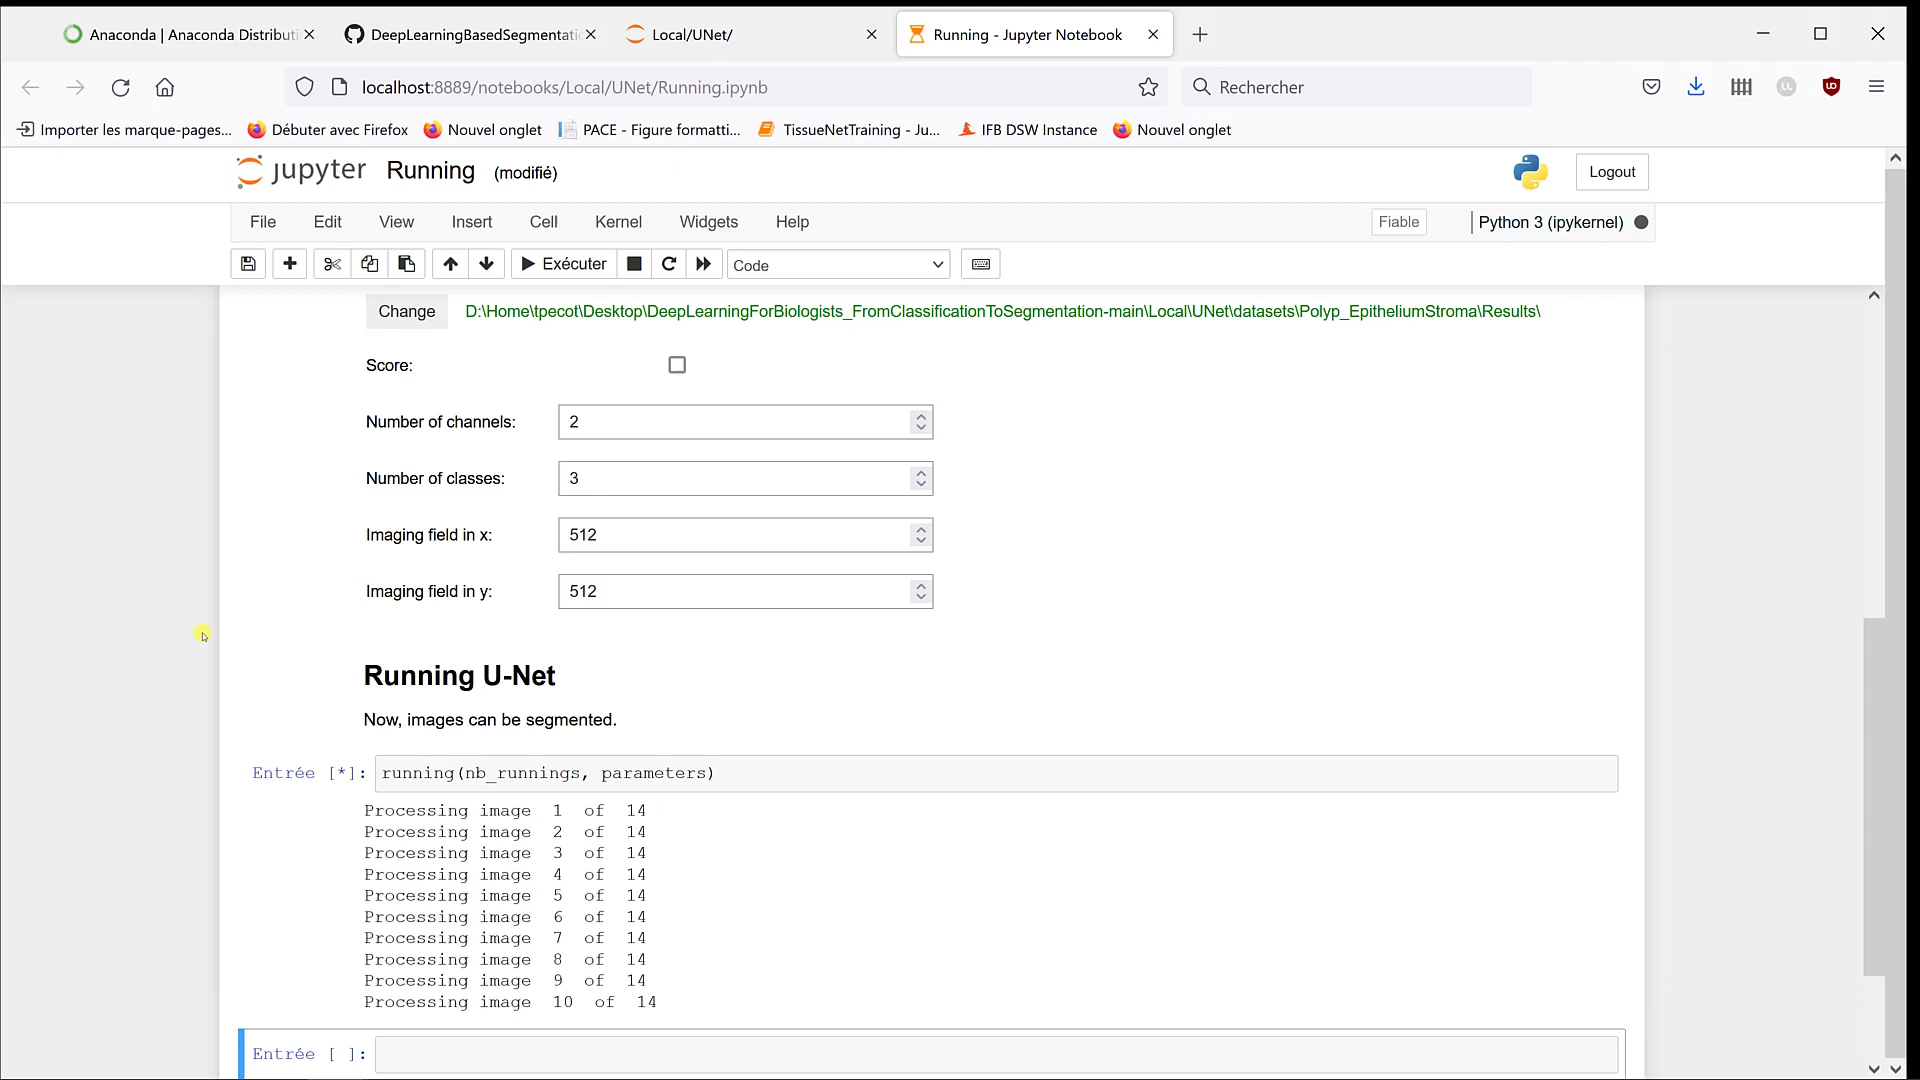 Anaconda | Anaconda Distributi
DeepLearningBasedSegmentati
Local/UNet/
Running - Jupyter Notebook
localhost:8889/notebooks/Local/UNet/Running.ipynb
Rechercher
Importer les marque-pages...
Débuter avec Firefox
Nouvel onglet
PACE - Figure formatti...
TissueNetTraining - Ju...
IFB DSW Instance
Nouvel onglet
jupyter Running (modifié)
Logout
File Edit View Insert Cell Kernel Widgets Help
Fiable
Python 3 (ipykernel)
Exécuter
Code
Change D:\Home\tpecot\Desktop\DeepLearningForBiologists_FromClassificationToSegmentation-main\Local\UNet\datasets\Polyp_EpitheliumStroma\Results\
Score:
Number of channels: 2
Number of classes: 3
Imaging field in x: 512
Imaging field in y: 512
Running U-Net
Now, images can be segmented.
Entrée [*]: running(nb_runnings, parameters)
Processing image 1 of 14
Processing image 2 of 14
Processing image 3 of 14
Processing image 4 of 14
Processing image 5 of 14
Processing image 6 of 14
Processing image 7 of 14
Processing image 8 of 14
Processing image 9 of 14
Processing image 10 of 14
Entrée [ ]: